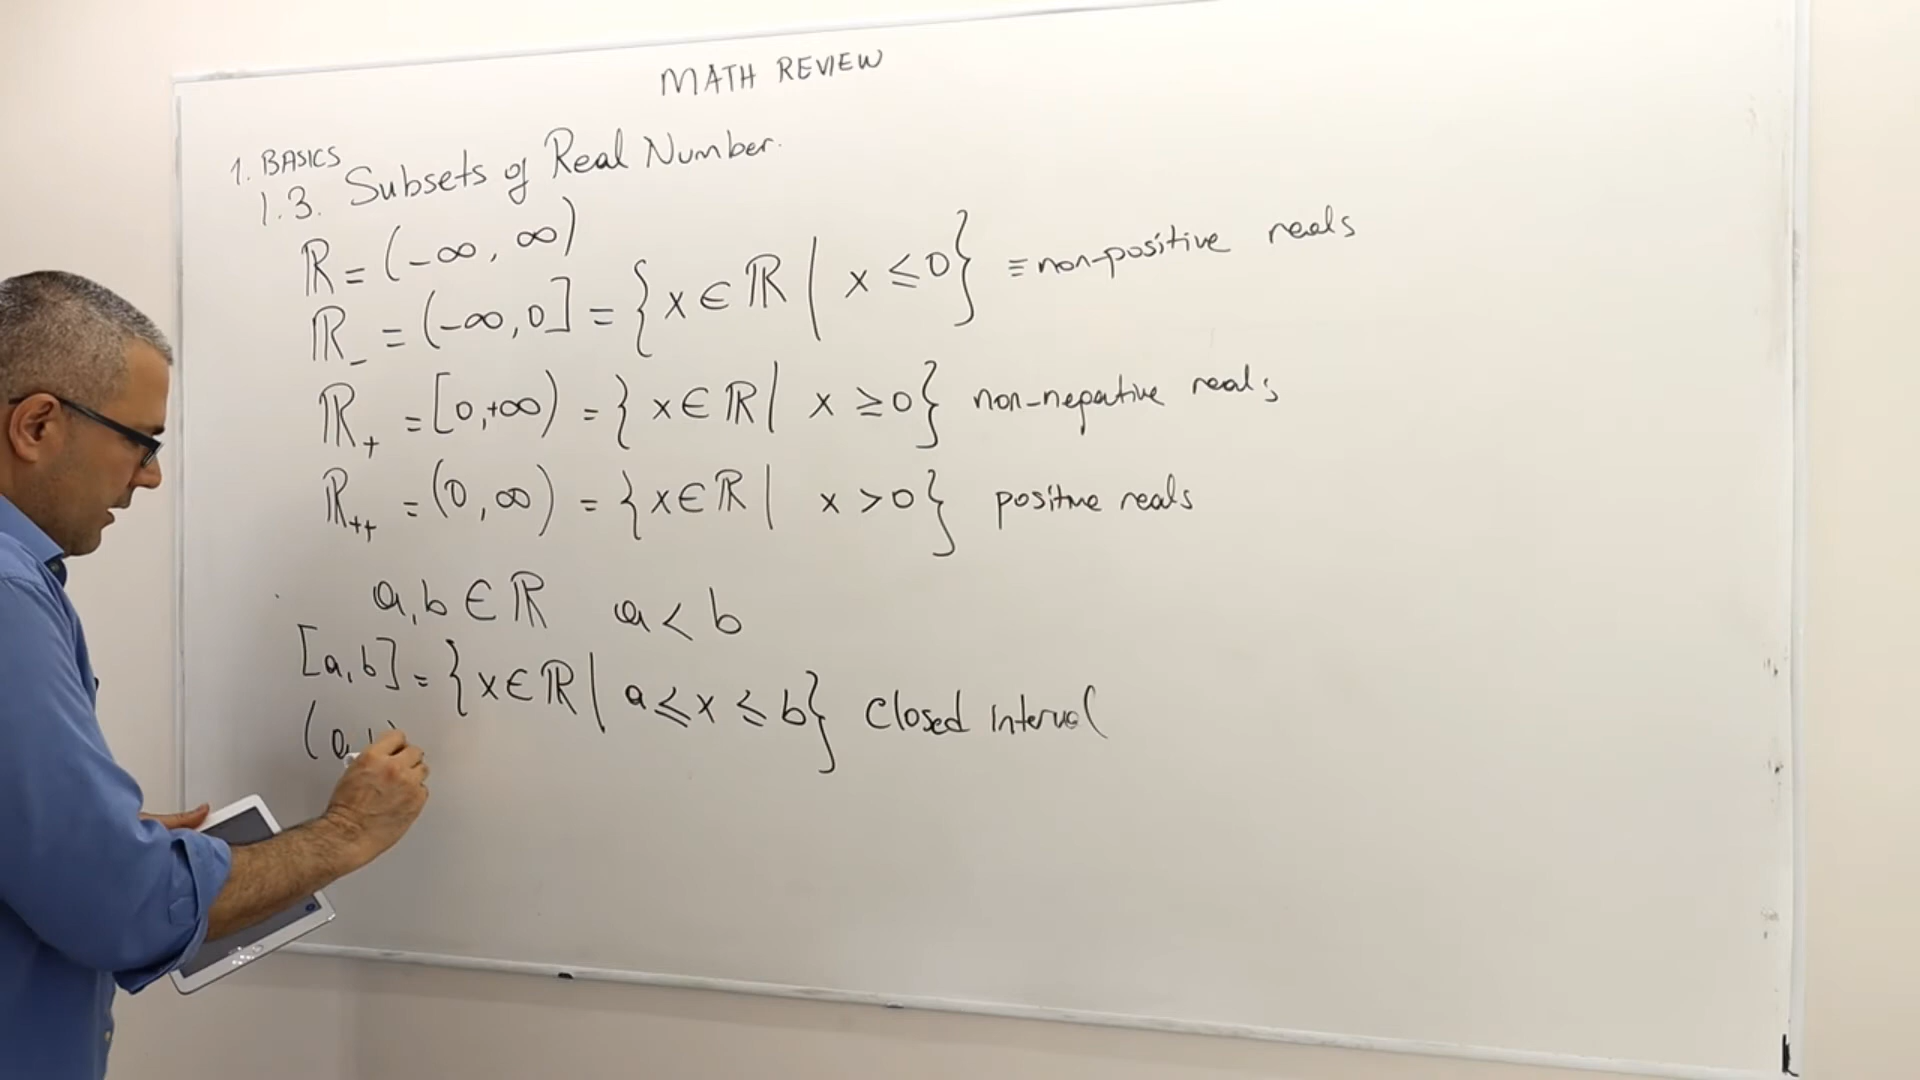 MATH REVIEW
1. BASICS
1.3. Subsets of Real Number.
ℝ = (-∞, ∞)
ℝ_ = (-∞, 0] = {x ∈ ℝ | x ≤ 0} ≡ non-positive reals
ℝ₊ = [0, +∞) = {x ∈ ℝ | x ≥ 0} non-negative reals
ℝ₊₊ = (0, ∞) = {x ∈ ℝ | x > 0} positive reals
a, b ∈ ℝ a < b
[a, b] = {x ∈ ℝ | a ≤ x ≤ b} Closed interval
(a,